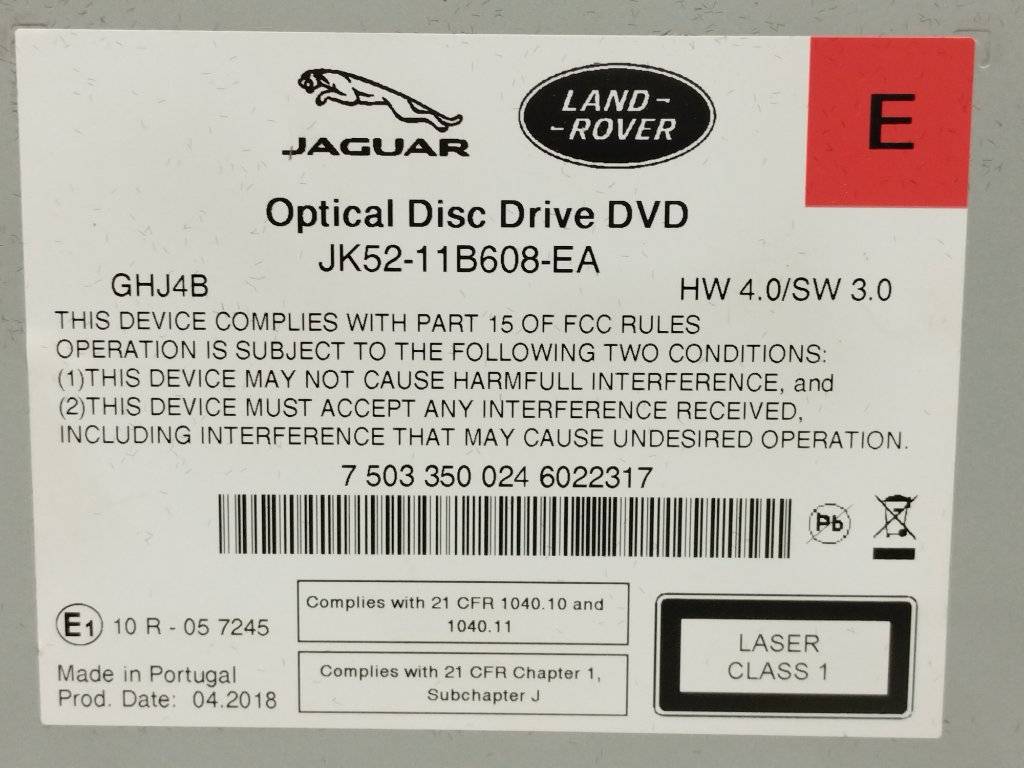 JAGUAR
LAND-
-ROVER
E
Optical Disc Drive DVD
JK52-11B608-EA
GHJ4B
HW 4.0/SW 3.0
THIS DEVICE COMPLIES WITH PART 15 OF FCC RULES
OPERATION IS SUBJECT TO THE FOLLOWING TWO CONDITIONS:
(1)THIS DEVICE MAY NOT CAUSE HARMFULL INTERFERENCE, and
(2)THIS DEVICE MUST ACCEPT ANY INTERFERENCE RECEIVED,
INCLUDING INTERFERENCE THAT MAY CAUSE UNDESIRED OPERATION.
7 503 350 024 6022317
Pb
E1 10 R - 05 7245
Complies with 21 CFR 1040.10 and
1040.11
Made in Portugal
Prod. Date: 04.2018
Complies with 21 CFR Chapter 1,
Subchapter J
LASER
CLASS 1